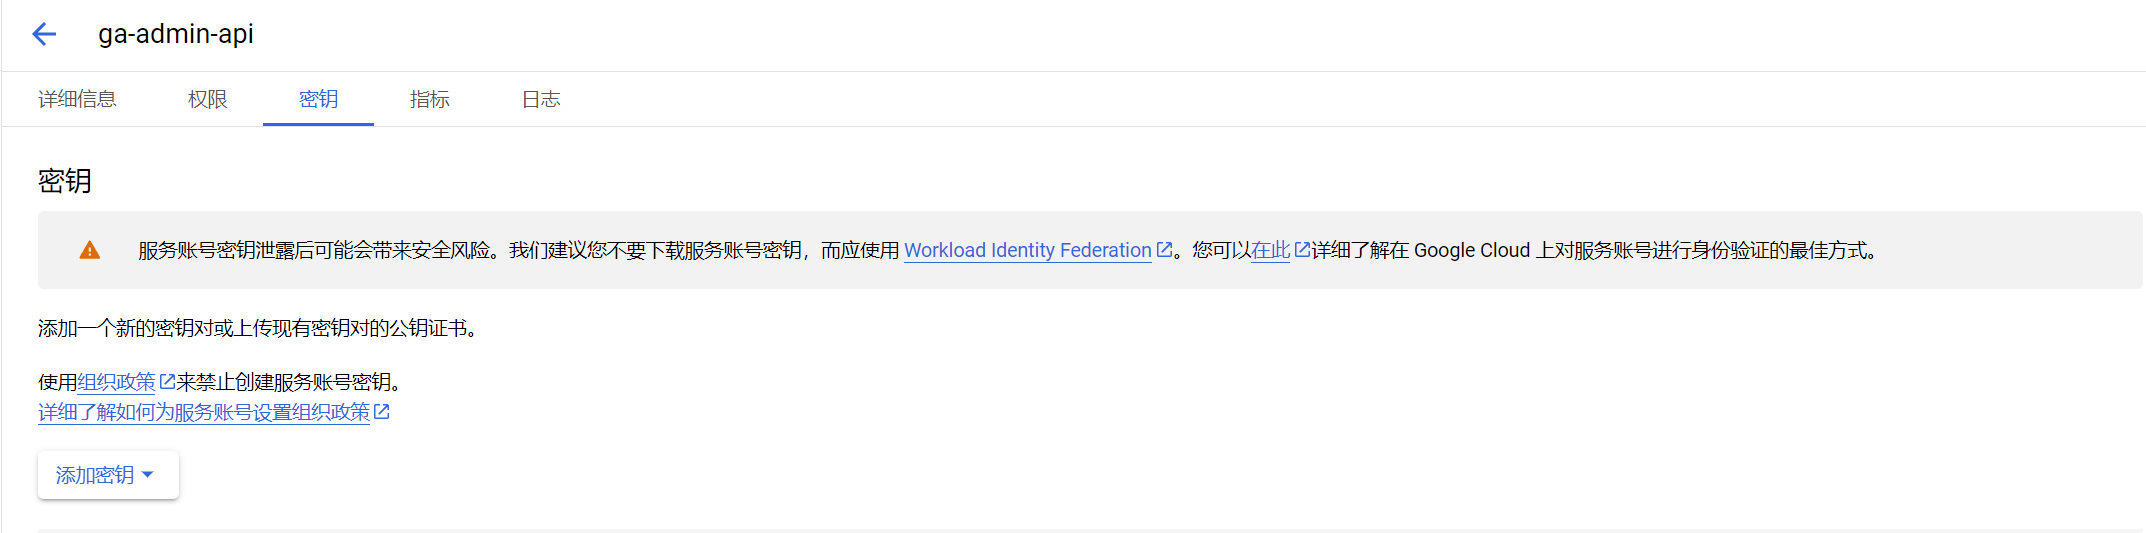 ga-admin-api
详细信息 权限 密钥 指标 日志
密钥
服务账号密钥泄露后可能会带来安全风险。我们建议您不要下载服务账号密钥，而应使用 Workload Identity Federation。您可以在此详细了解在 Google Cloud 上对服务账号进行身份验证的最佳方式。
添加一个新的密钥对或上传现有密钥对的公钥证书。
使用组织政策来禁止创建服务账号密钥。
详细了解如何为服务账号设置组织政策
添加密钥